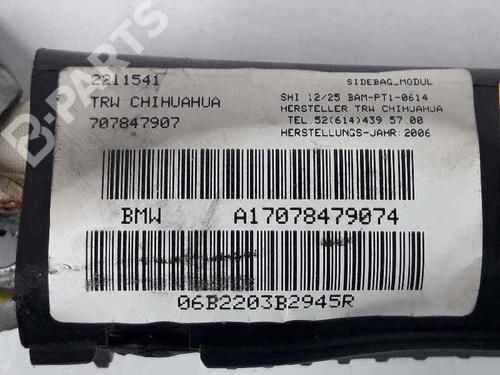 B-PARTS
2211541
TRW CHIHUAHUA
707847907
SIDEBAG_MODUL
SHI 12/25 BAM-PT1-0614
HERSTELLER TRW CHIHUAHUA
TEL.52(614)439.57.00
HERSTELLUNGS-JAHR:2006
BMW A17078479074
06B2203B2945R